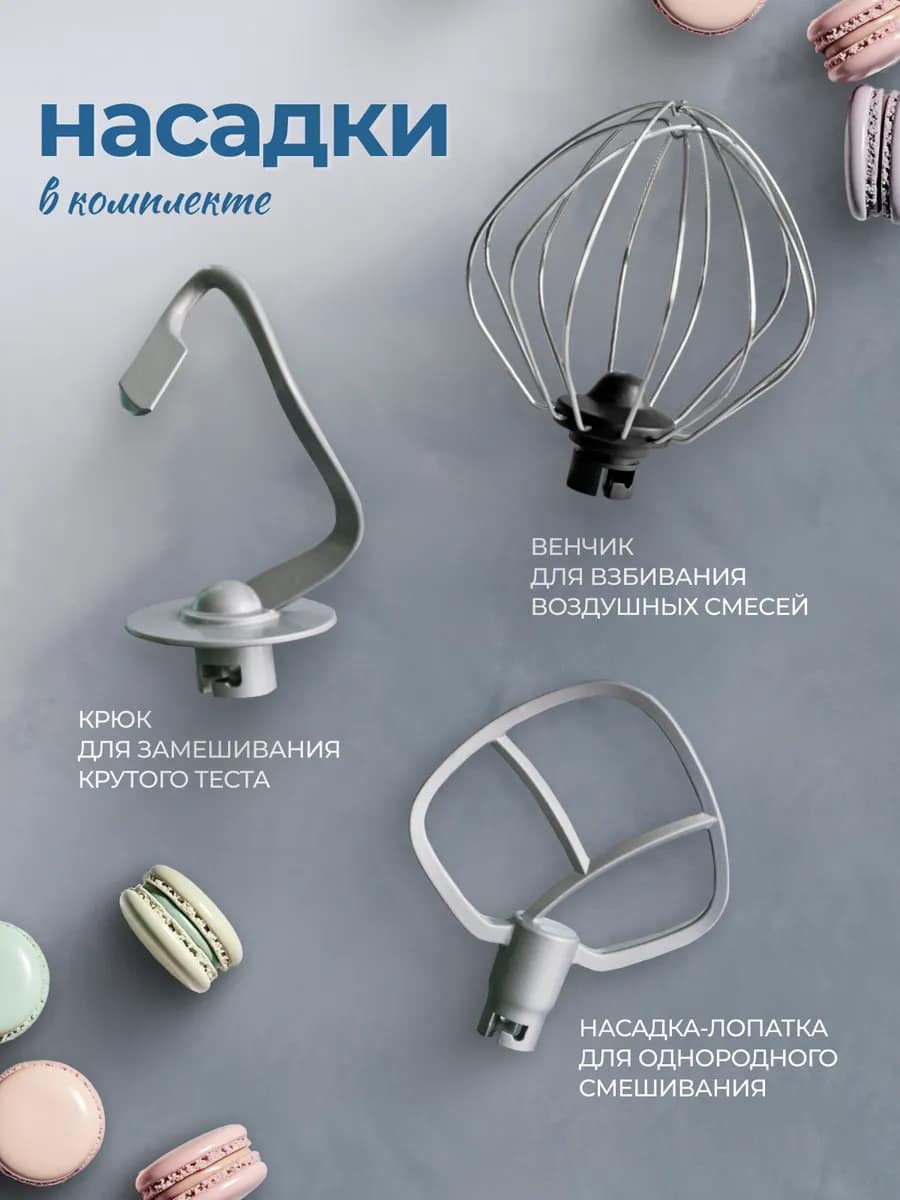 насадки
в комплекте
ВЕНЧИК
ДЛЯ ВЗБИВАНИЯ
ВОЗДУШНЫХ СМЕСЕЙ
КРЮК
ДЛЯ ЗАМЕШИВАНИЯ
КРУТОГО ТЕСТА
НАСАДКА-ЛОПАТКА
ДЛЯ ОДНОРОДНОГО
СМЕШИВАНИЯ